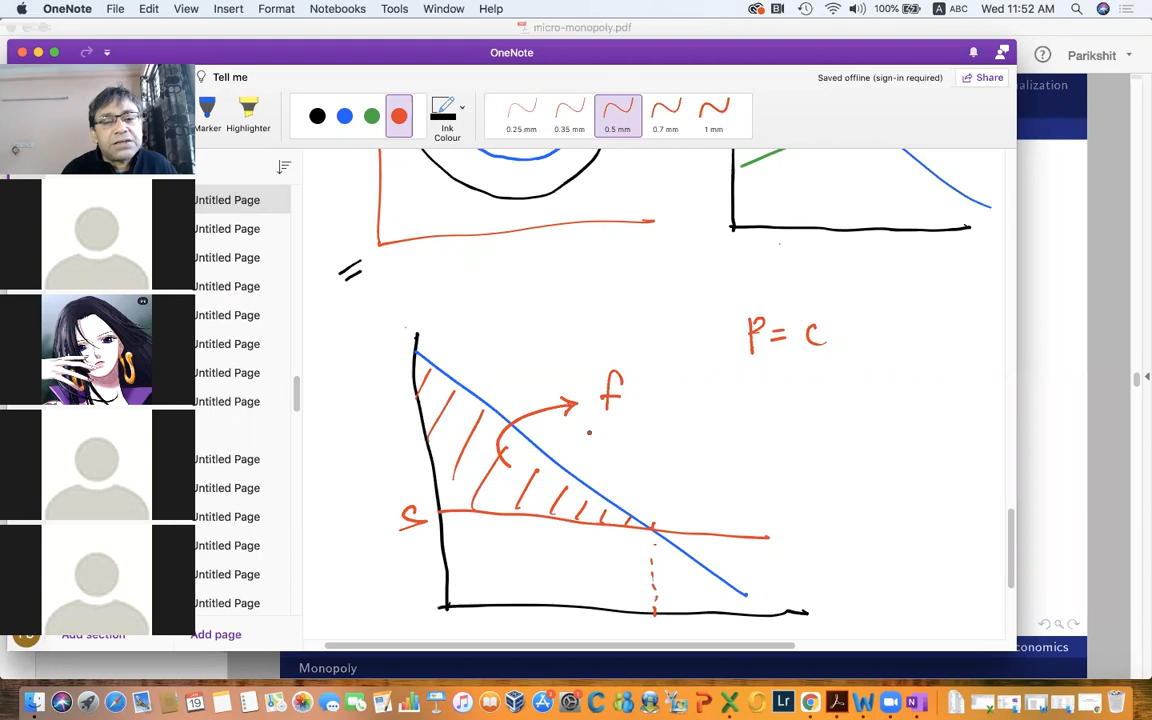 OneNote File Edit View Insert Format Notebooks Tools Window Help 100% ABC Wed 11:52 AM
micro-monopoly.pdf
OneNote
Tell me
Saved offline (sign-in required)
Share
Parikshit
Marker
Highlighter
Ink
Colour
0.25 mm
0.35 mm
0.5 mm
0.7 mm
1 mm
nalization
Untitled Page
Untitled Page
Untitled Page
Untitled Page
Untitled Page
Untitled Page
Untitled Page
Untitled Page
Untitled Page
Untitled Page
Untitled Page
Untitled Page
Untitled Page
Untitled Page
Add section
Add page
P = c
f
c
conomics
Monopoly
19
Lr